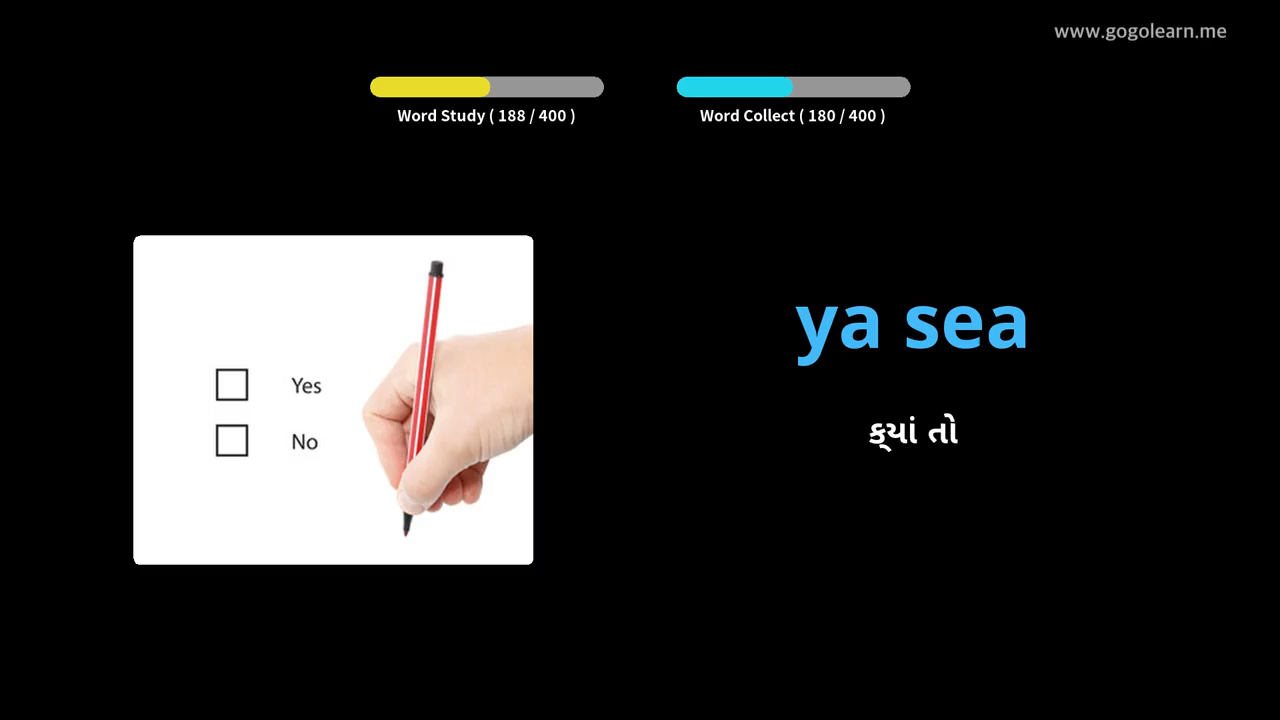 www.gogolearn.me
Word Study ( 188 / 400 )
Word Collect ( 180 / 400 )
ya sea
ક્યાં તો
Yes
No